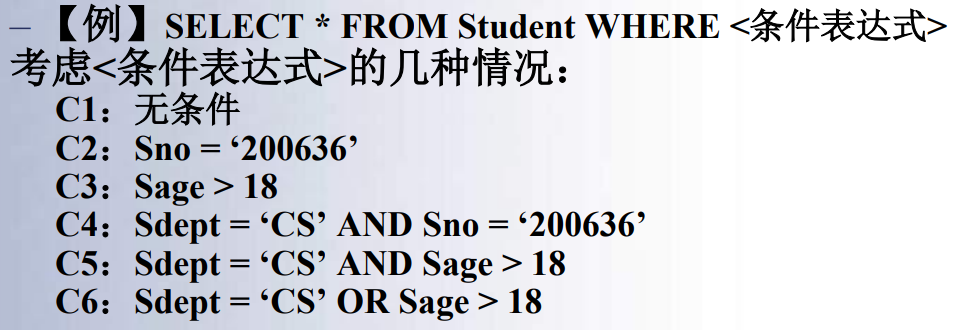 – 【例】SELECT * FROM Student WHERE <条件表达式>
考虑<条件表达式>的几种情况：
C1：无条件
C2：Sno = ‘200636’
C3：Sage > 18
C4：Sdept = ‘CS’ AND Sno = ‘200636’
C5：Sdept = ‘CS’ AND Sage > 18
C6：Sdept = ‘CS’ OR Sage > 18